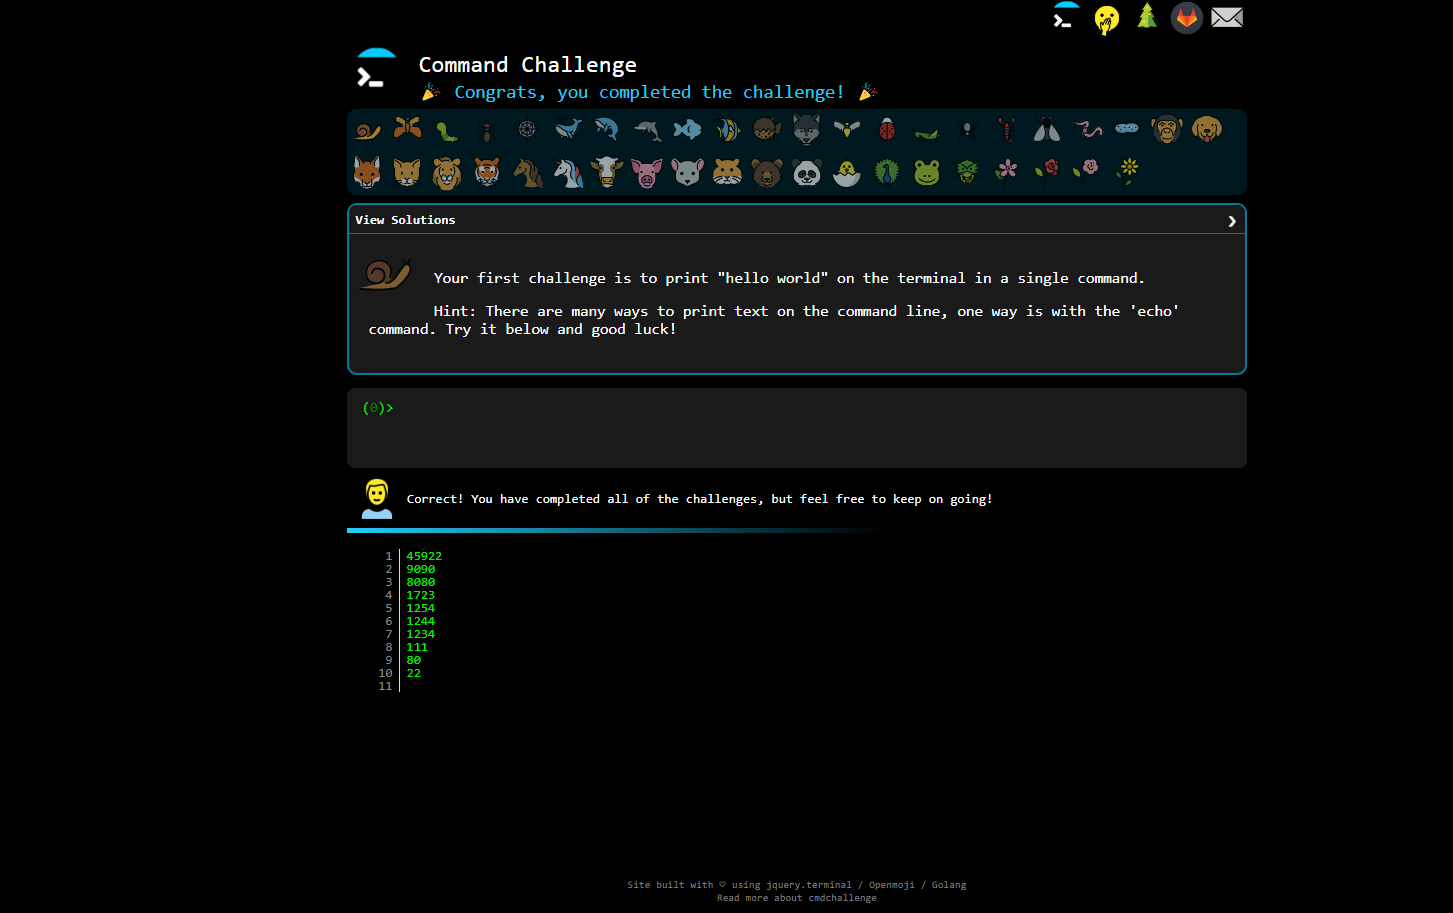 Command Challenge
🎉 Congrats, you completed the challenge! 🎉
View Solutions
Your first challenge is to print "hello world" on the terminal in a single command.
Hint: There are many ways to print text on the command line, one way is with the 'echo'
command. Try it below and good luck!
(0)>
Correct! You have completed all of the challenges, but feel free to keep on going!
1 45922
2 9090
3 8080
4 1723
5 1254
6 1244
7 1234
8 111
9 80
10 22
11
Site built with ♡ using jquery.terminal / Openmoji / Golang
Read more about cmdchallenge